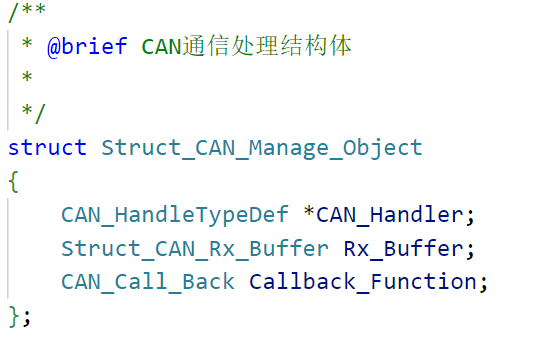 /**
 * @brief CAN通信处理结构体
 *
 */
struct Struct_CAN_Manage_Object
{
    CAN_HandleTypeDef *CAN_Handler;
    Struct_CAN_Rx_Buffer Rx_Buffer;
    CAN_Call_Back Callback_Function;
};